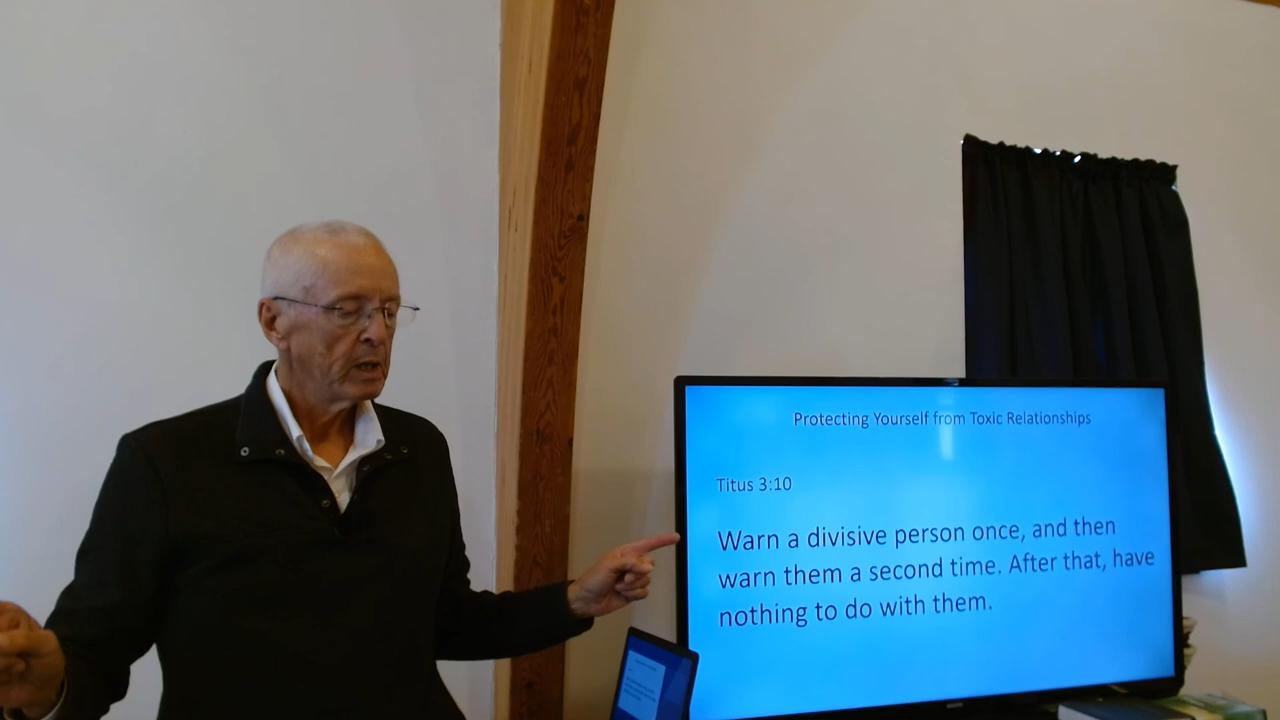 Protecting Yourself from Toxic Relationships
Titus 3:10
Warn a divisive person once, and then
warn them a second time. After that, have
nothing to do with them.